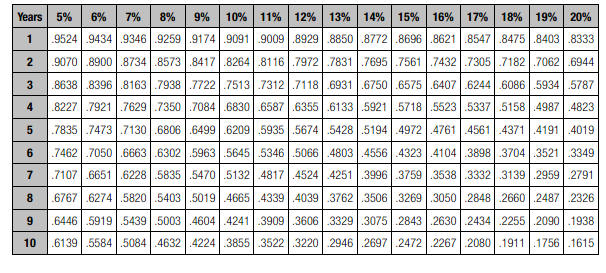 Years 5% 6% 7% 8% 9% 10% 11% 12% 13% 14% 15% 16% 17% 18% 19% 20%
1 .9524 .9434 .9346 .9259 .9174 .9091 .9009 .8929 .8850 .8772 .8696 .8621 .8547 .8475 .8403 .8333
2 .9070 .8900 .8734 .8573 .8417 .8264 .8116 .7972 .7831 .7695 .7561 .7432 .7305 .7182 .7062 .6944
3 .8638 .8396 .8163 .7938 .7722 .7513 .7312 .7118 .6931 .6750 .6575 .6407 .6244 .6086 .5934 .5787
4 .8227 .7921 .7629 .7350 .7084 .6830 .6587 .6355 .6133 .5921 .5718 .5523 .5337 .5158 .4987 .4823
5 .7835 .7473 .7130 .6806 .6499 .6209 .5935 .5674 .5428 .5194 .4972 .4761 .4561 .4371 .4191 .4019
6 .7462 .7050 .6663 .6302 .5963 .5645 .5346 .5066 .4803 .4556 .4323 .4104 .3898 .3704 .3521 .3349
7 .7107 .6651 .6228 .5835 .5470 .5132 .4817 .4524 .4251 .3996 .3759 .3538 .3332 .3139 .2959 .2791
8 .6767 .6274 .5820 .5403 .5019 .4665 .4339 .4039 .3762 .3506 .3269 .3050 .2848 .2660 .2487 .2326
9 .6446 .5919 .5439 .5003 .4604 .4241 .3909 .3606 .3329 .3075 .2843 .2630 .2434 .2255 .2090 .1938
10 .6139 .5584 .5084 .4632 .4224 .3855 .3522 .3220 .2946 .2697 .2472 .2267 .2080 .1911 .1756 .1615